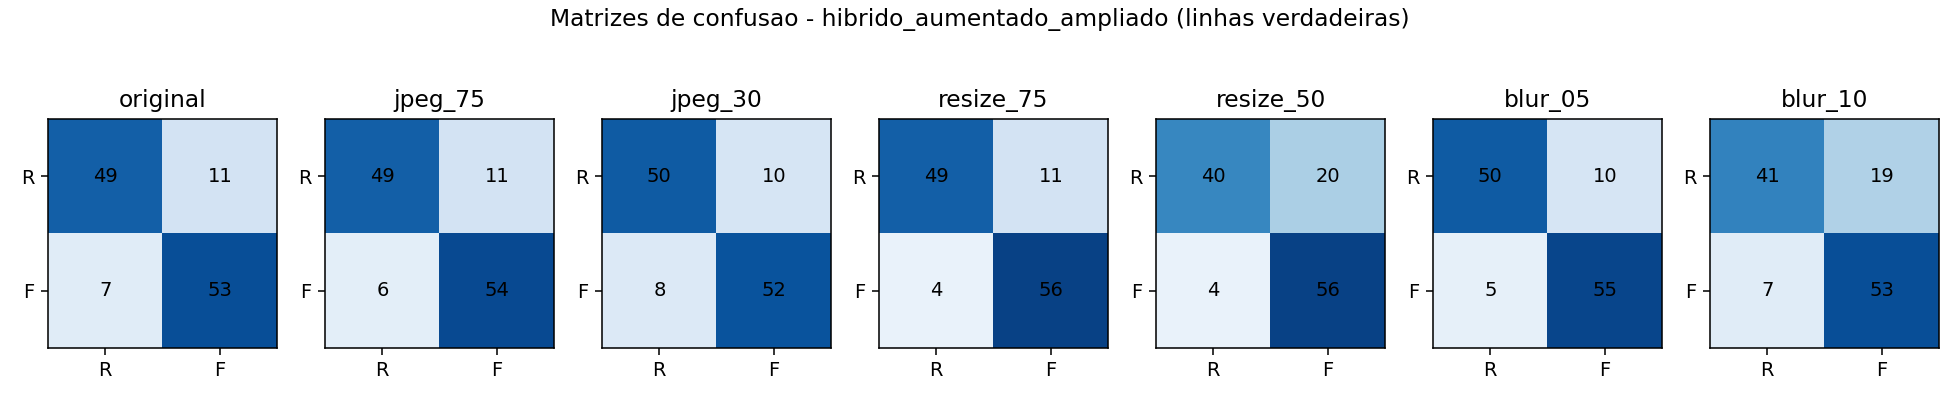 Matrizes de confusao - hibrido_aumentado_ampliado (linhas verdadeiras)
original jpeg_75 jpeg_30 resize_75 resize_50 blur_05 blur_10
R 49 11 R 49 11 R 50 10 R 49 11 R 40 20 R 50 10 R 41 19
F 7 53 F 6 54 F 8 52 F 4 56 F 4 56 F 5 55 F 7 53
R F R F R F R F R F R F R F